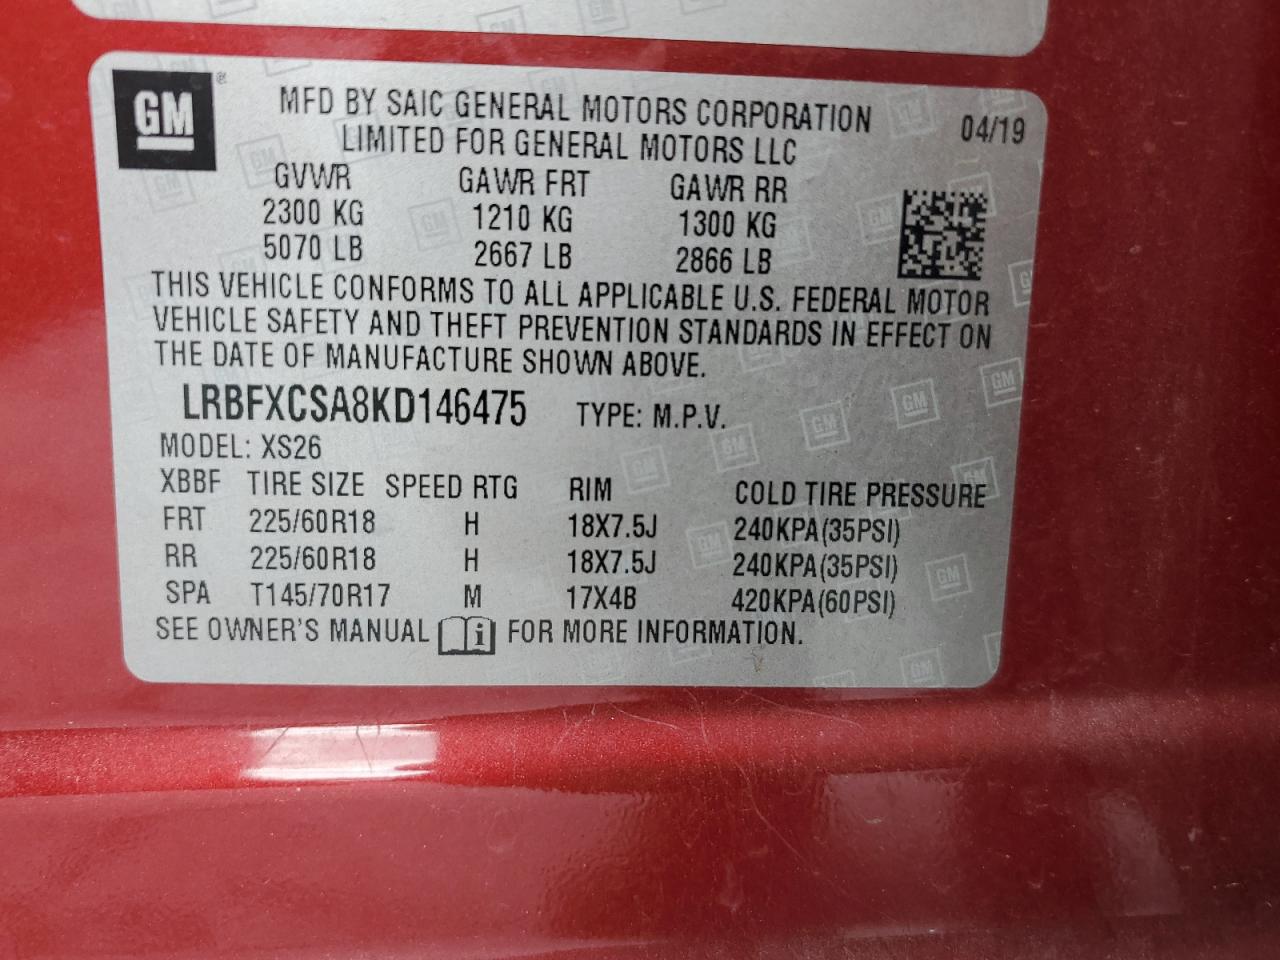 GM ®
MFD BY SAIC GENERAL MOTORS CORPORATION
LIMITED FOR GENERAL MOTORS LLC
04/19
GVWR GAWR FRT GAWR RR
2300 KG 1210 KG 1300 KG
5070 LB 2667 LB 2866 LB
THIS VEHICLE CONFORMS TO ALL APPLICABLE U.S. FEDERAL MOTOR
VEHICLE SAFETY AND THEFT PREVENTION STANDARDS IN EFFECT ON
THE DATE OF MANUFACTURE SHOWN ABOVE.
LRBFXCSA8KD146475 TYPE: M.P.V.
MODEL: XS26
XBBF TIRE SIZE SPEED RTG RIM COLD TIRE PRESSURE
FRT 225/60R18 H 18X7.5J 240KPA(35PSI)
RR 225/60R18 H 18X7.5J 240KPA(35PSI)
SPA T145/70R17 M 17X4B 420KPA(60PSI)
SEE OWNER'S MANUAL i FOR MORE INFORMATION.